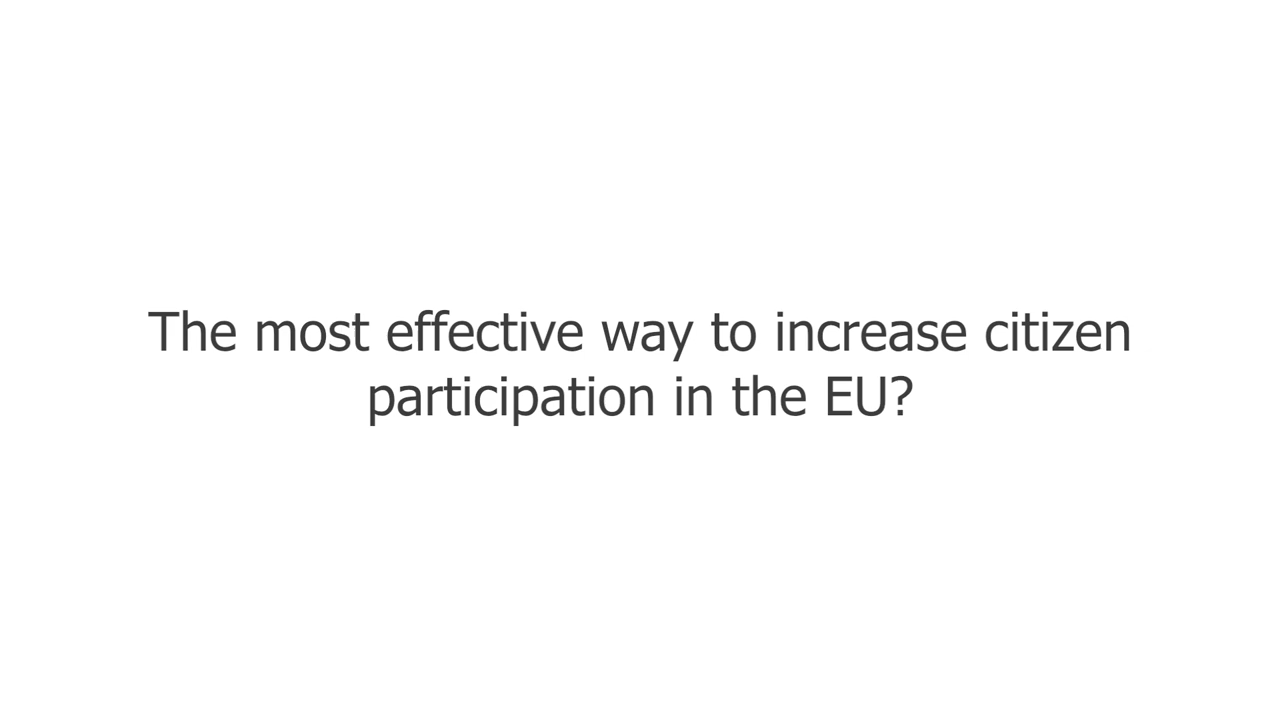 The most effective way to increase citizen
participation in the EU?